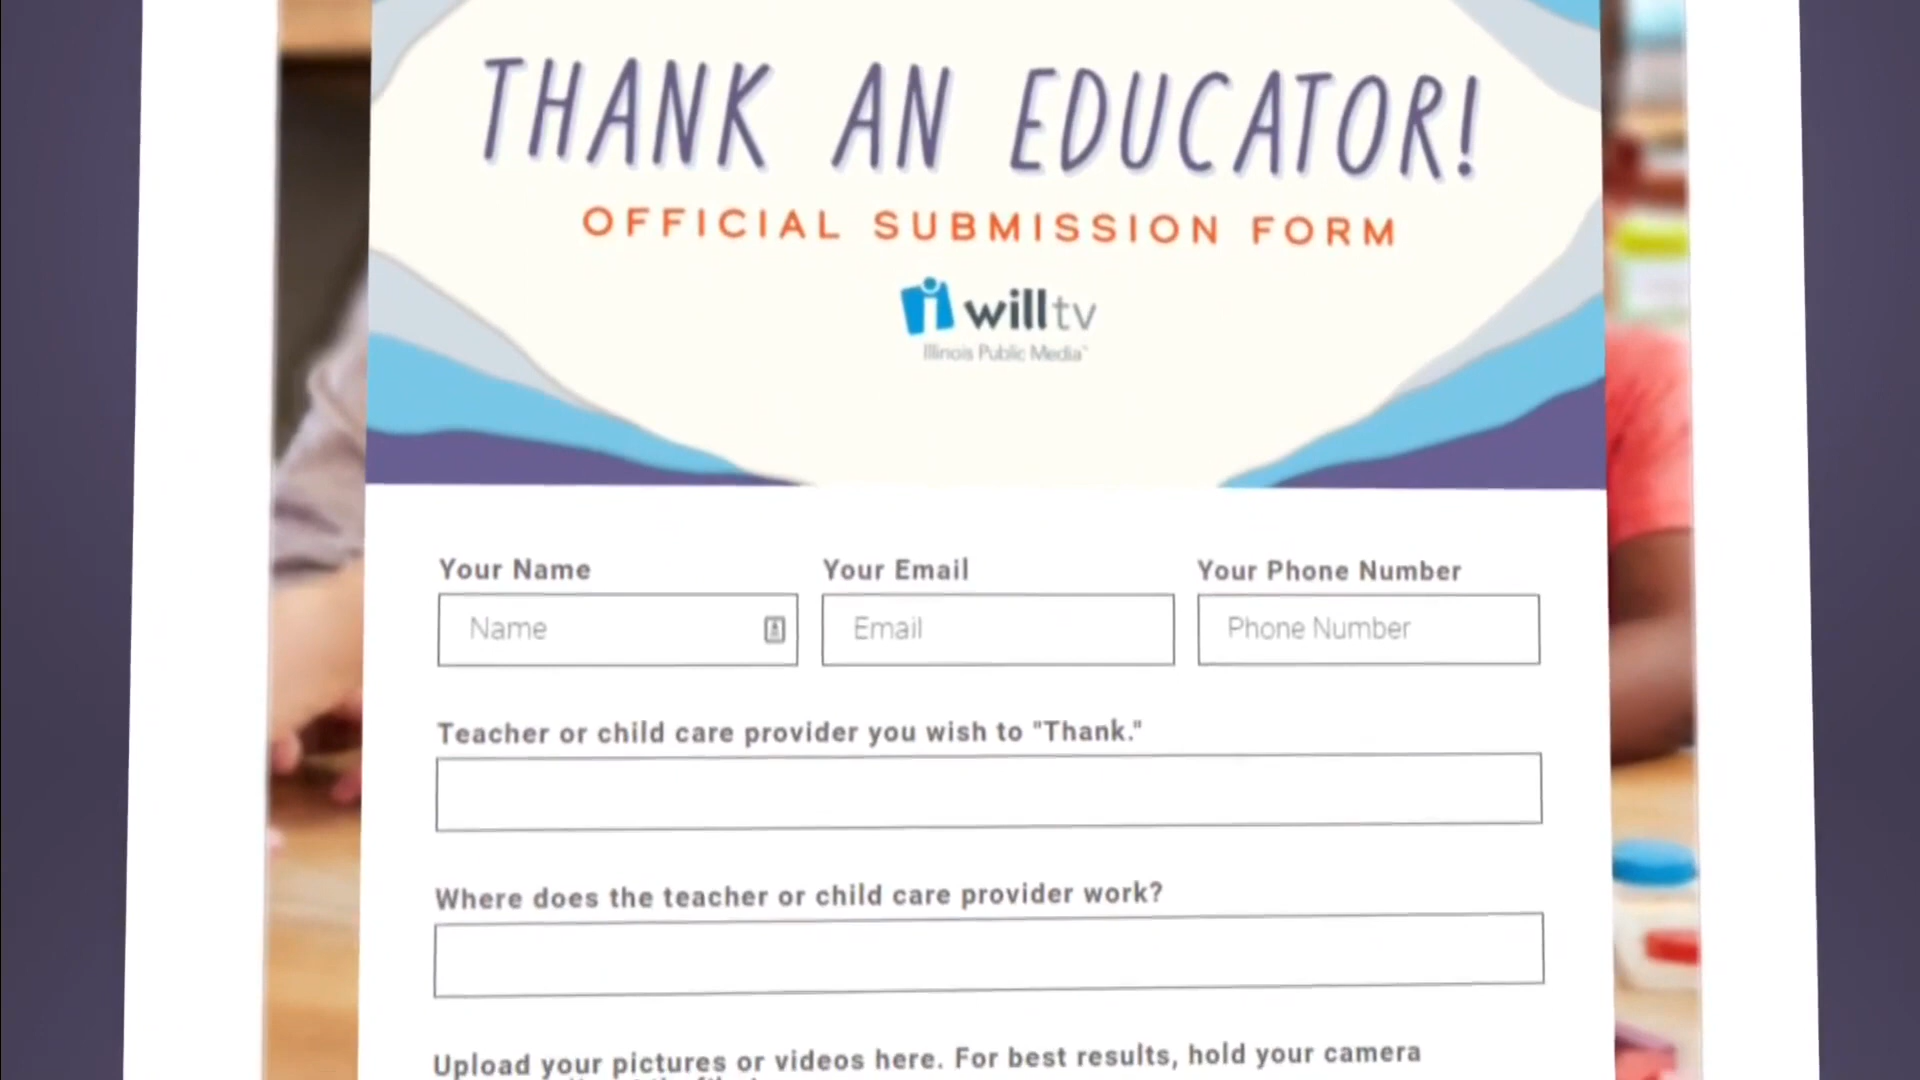 THANK AN EDUCATOR!
OFFICIAL SUBMISSION FORM
i willtv
Illinois Public Media
Your Name Your Email Your Phone Number
Name Email Phone Number
Teacher or child care provider you wish to "Thank."
Where does the teacher or child care provider work?
Upload your pictures or videos here. For best results, hold your camera